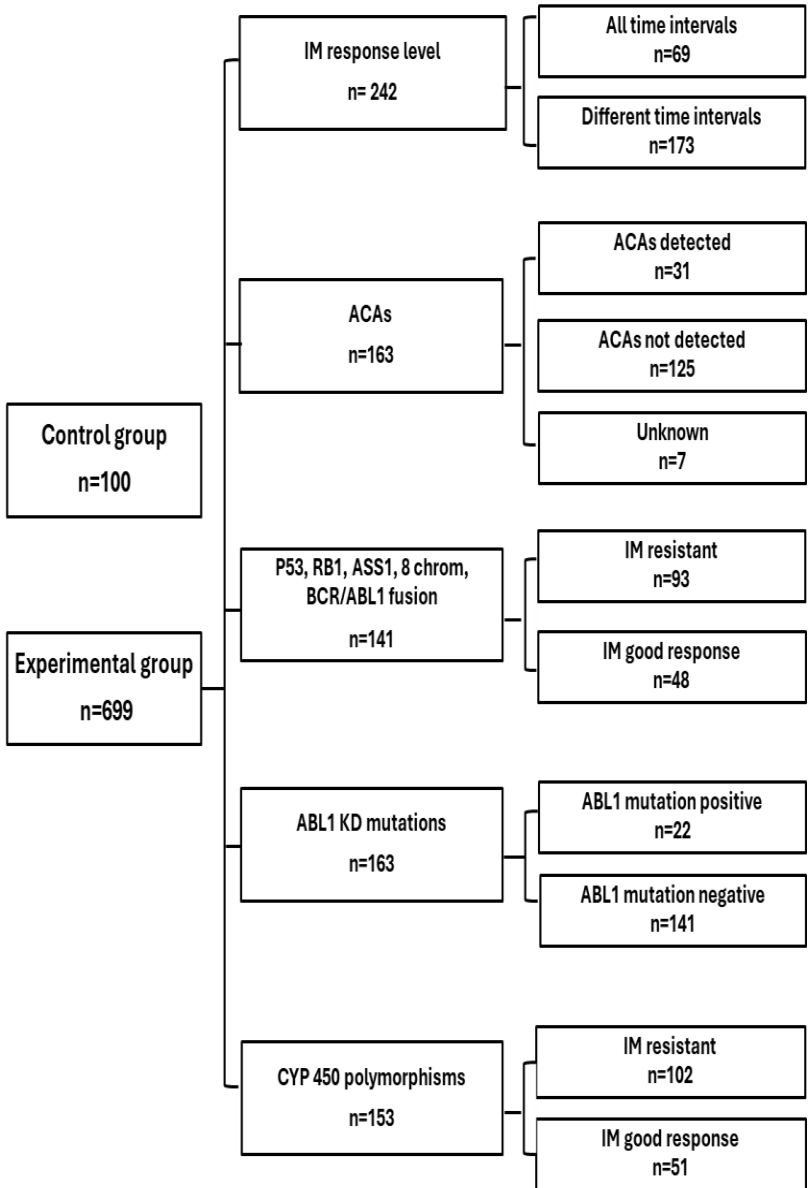 Control group
n=100
Experimental group
n=699
IM response level
n= 242
All time intervals
n=69
Different time intervals
n=173
ACAs
n=163
ACAs detected
n=31
ACAs not detected
n=125
Unknown
n=7
P53, RB1, ASS1, 8 chrom,
BCR/ABL1 fusion
n=141
IM resistant
n=93
IM good response
n=48
ABL1 KD mutations
n=163
ABL1 mutation positive
n=22
ABL1 mutation negative
n=141
CYP 450 polymorphisms
n=153
IM resistant
n=102
IM good response
n=51